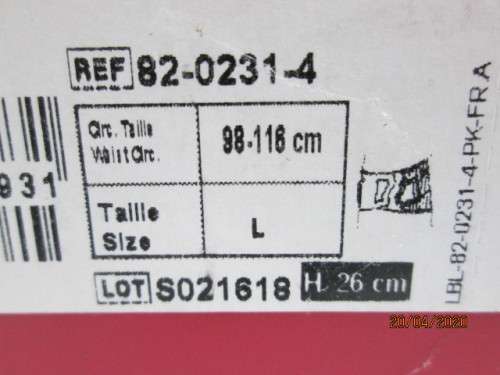 REF 82-0231-4
Circ. Taille
Waist Circ.
98-116 cm
Taille
Size
L
931
LOT S021618 H. 26 cm
LBL-82-0231-4-PK-FR A
20/04/2020